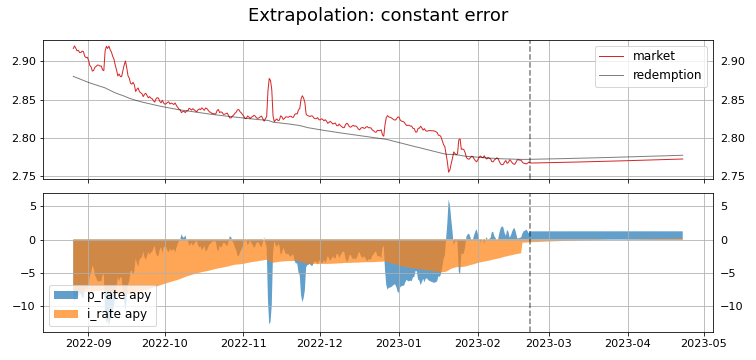 Extrapolation: constant error
2.90
2.85
2.80
2.75
market
redemption
2.90
2.85
2.80
2.75
5
0
−5
−10
p_rate apy
i_rate apy
5
0
−5
−10
2022-09 2022-10 2022-11 2022-12 2023-01 2023-02 2023-03 2023-04 2023-05